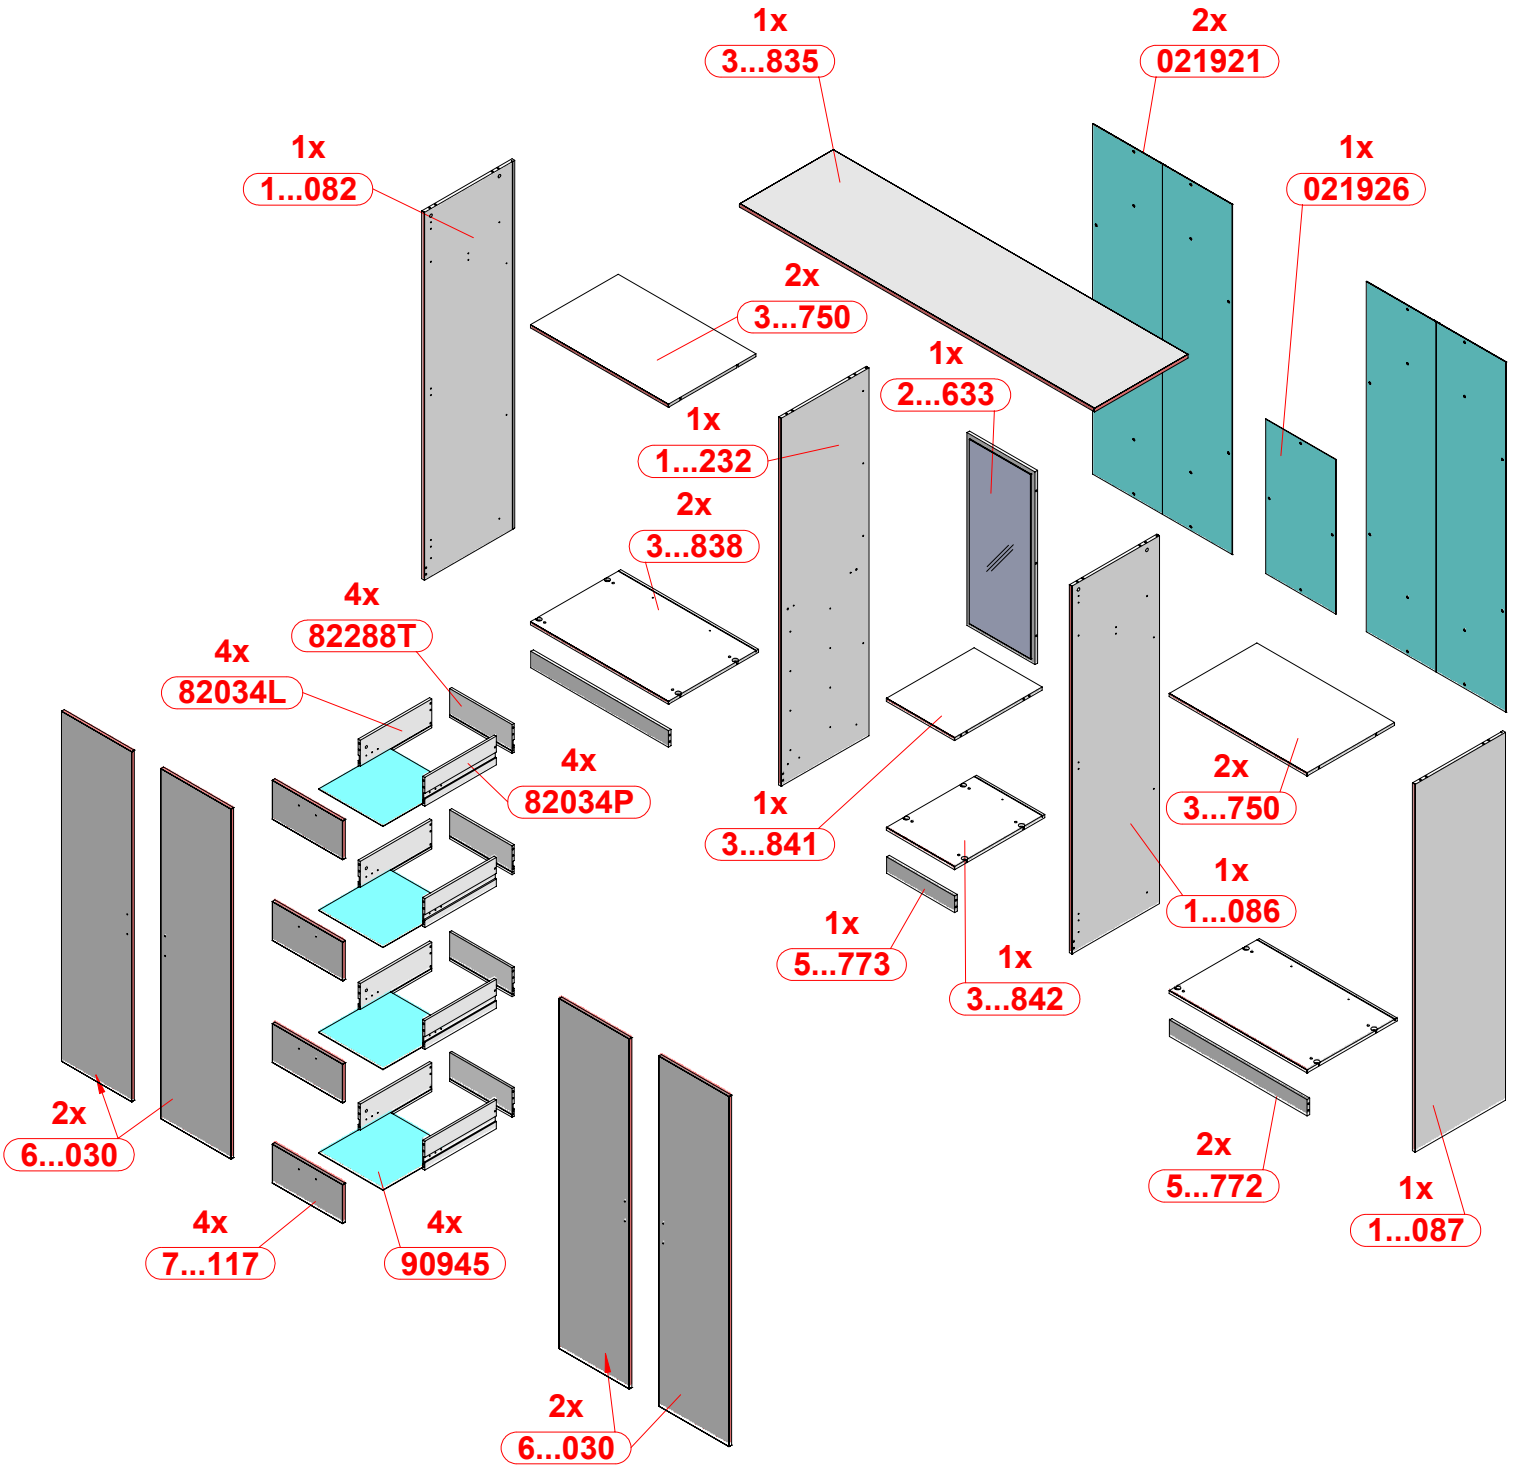 1x
3...835
2x
021921
1x
1...082
1x
021926
2x
3...750
1x
2...633
1x
1...232
2x
3...838
4x
82288T
4x
82034L
4x
82034P
1x
3...841
2x
3...750
1x
1...086
1x
5...773
1x
3...842
2x
6...030
2x
5...772
1x
1...087
4x
7...117
4x
90945
2x
6...030